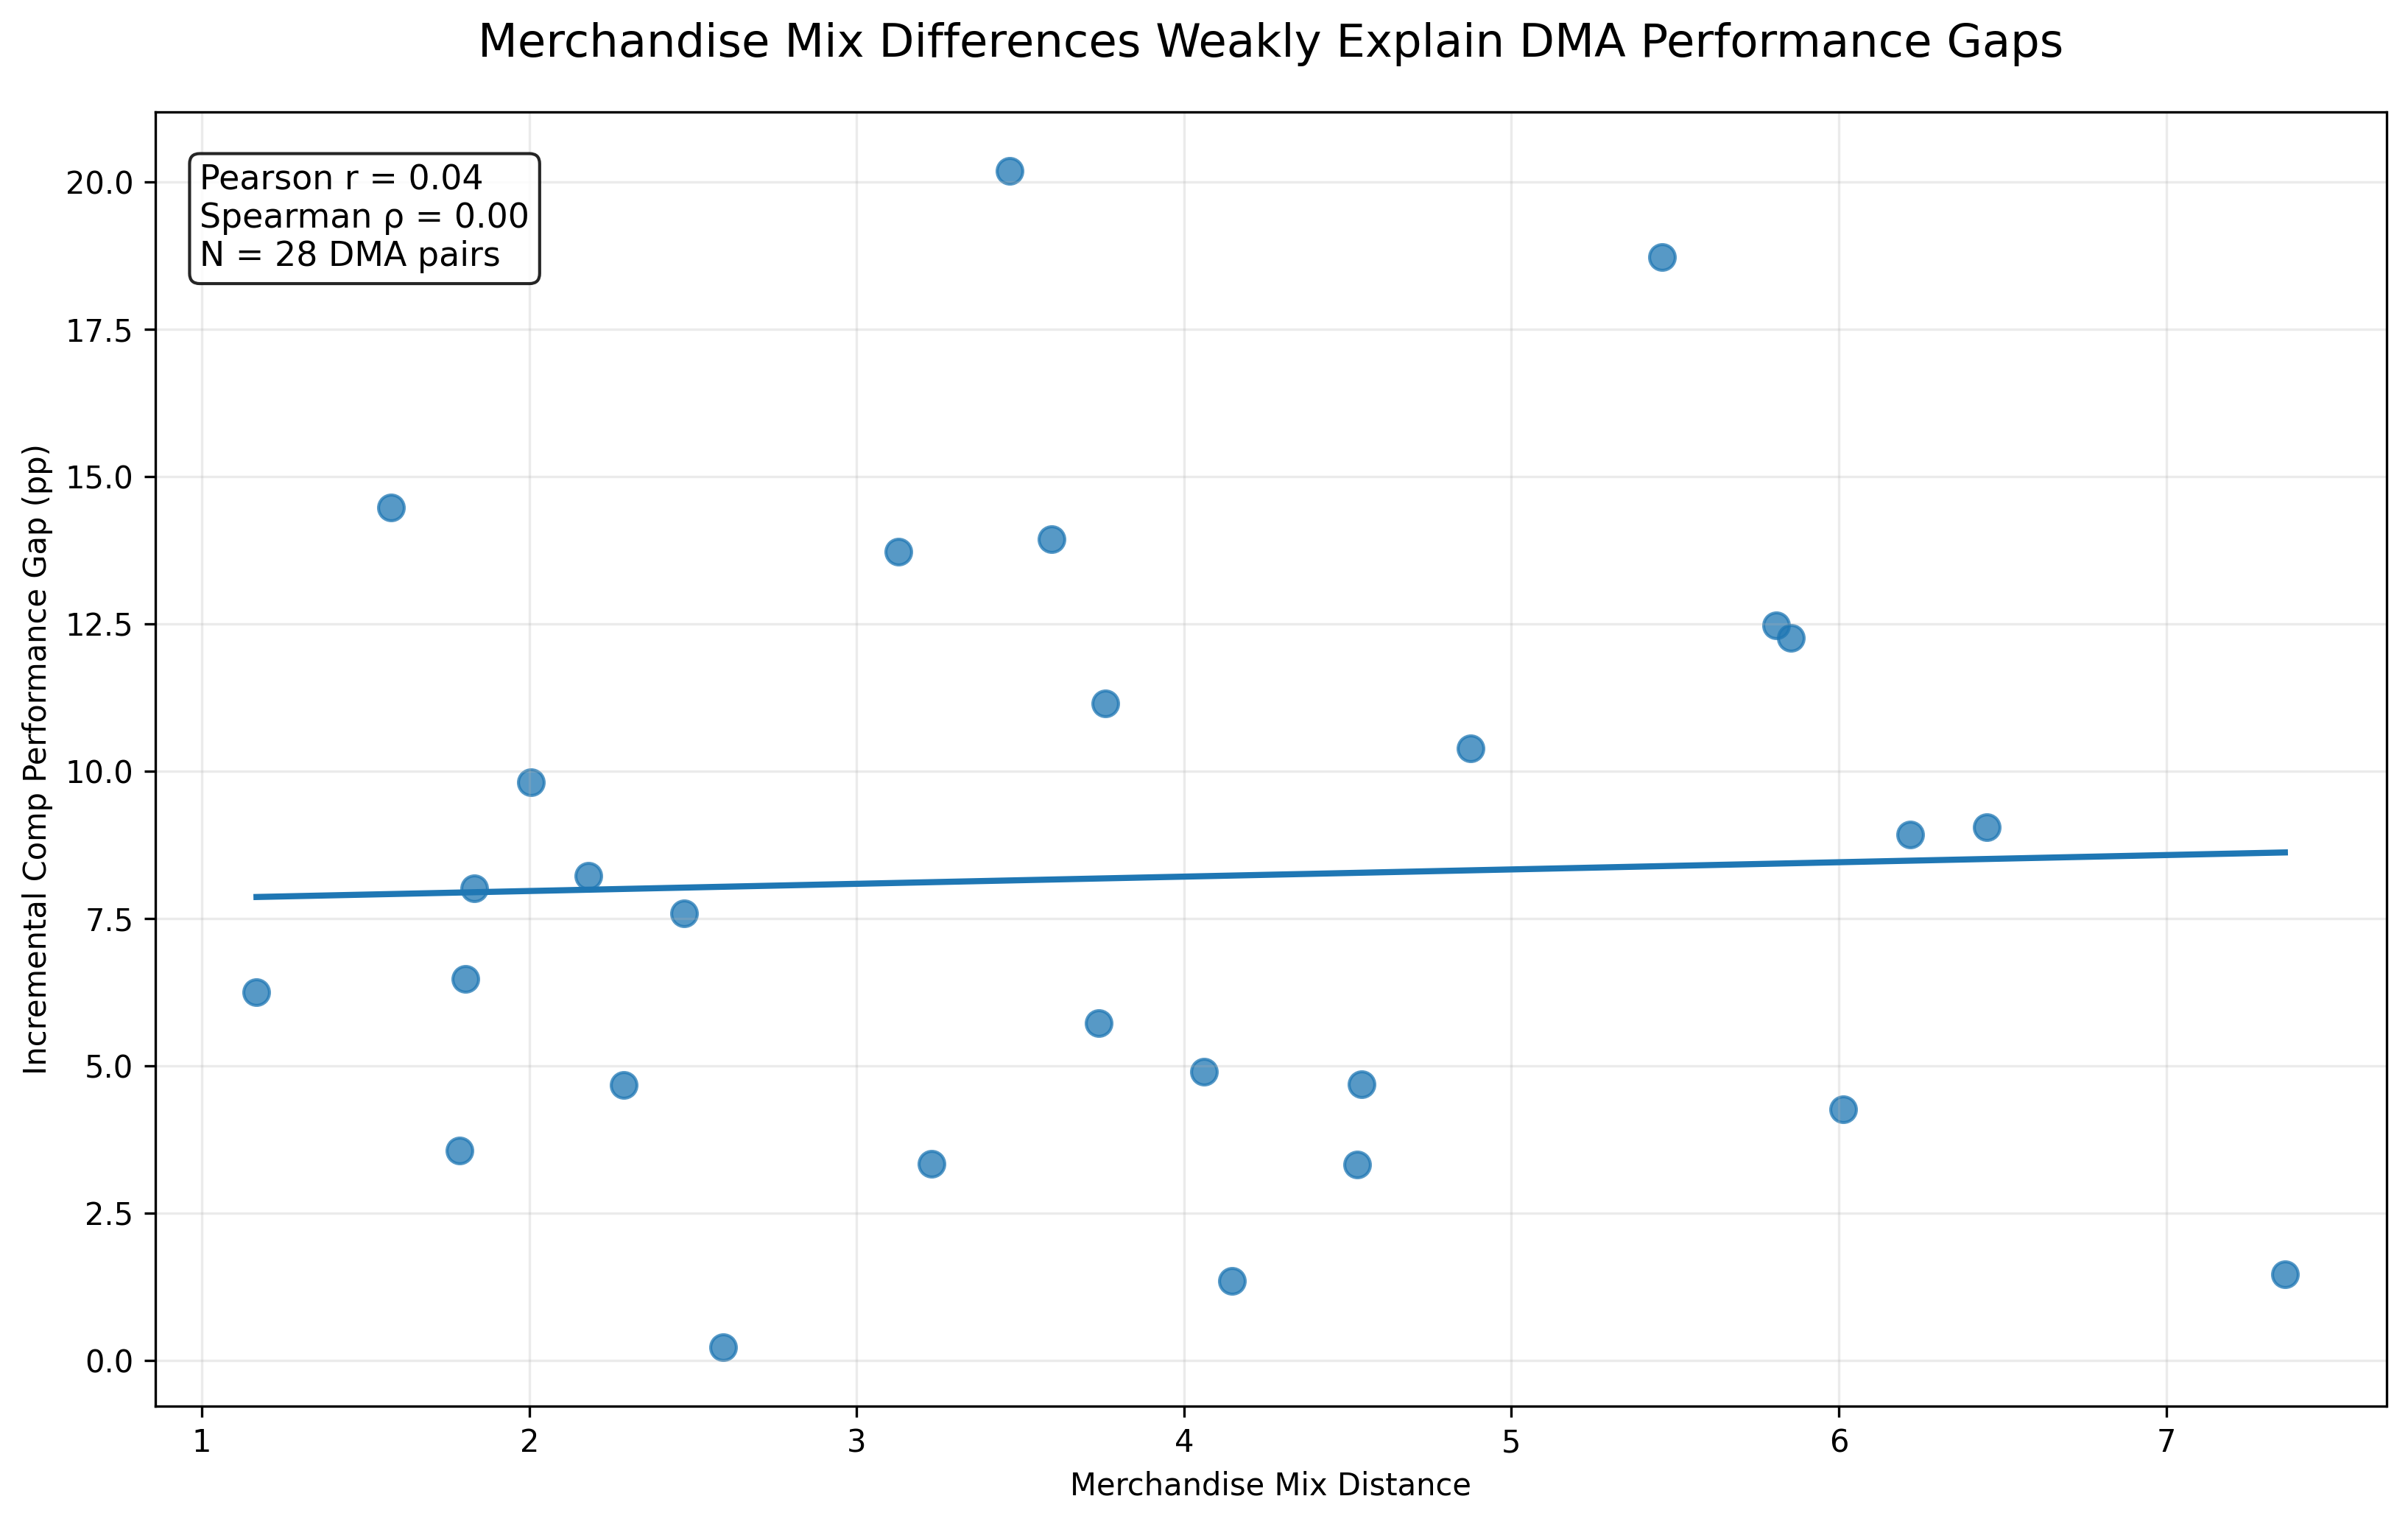 Merchandise Mix Differences Weakly Explain DMA Performance Gaps
Pearson r = 0.04
Spearman ρ = 0.00
N = 28 DMA pairs
Incremental Comp Performance Gap (pp)
20.0
17.5
15.0
12.5
10.0
7.5
5.0
2.5
0.0
1 2 3 4 5 6 7
Merchandise Mix Distance